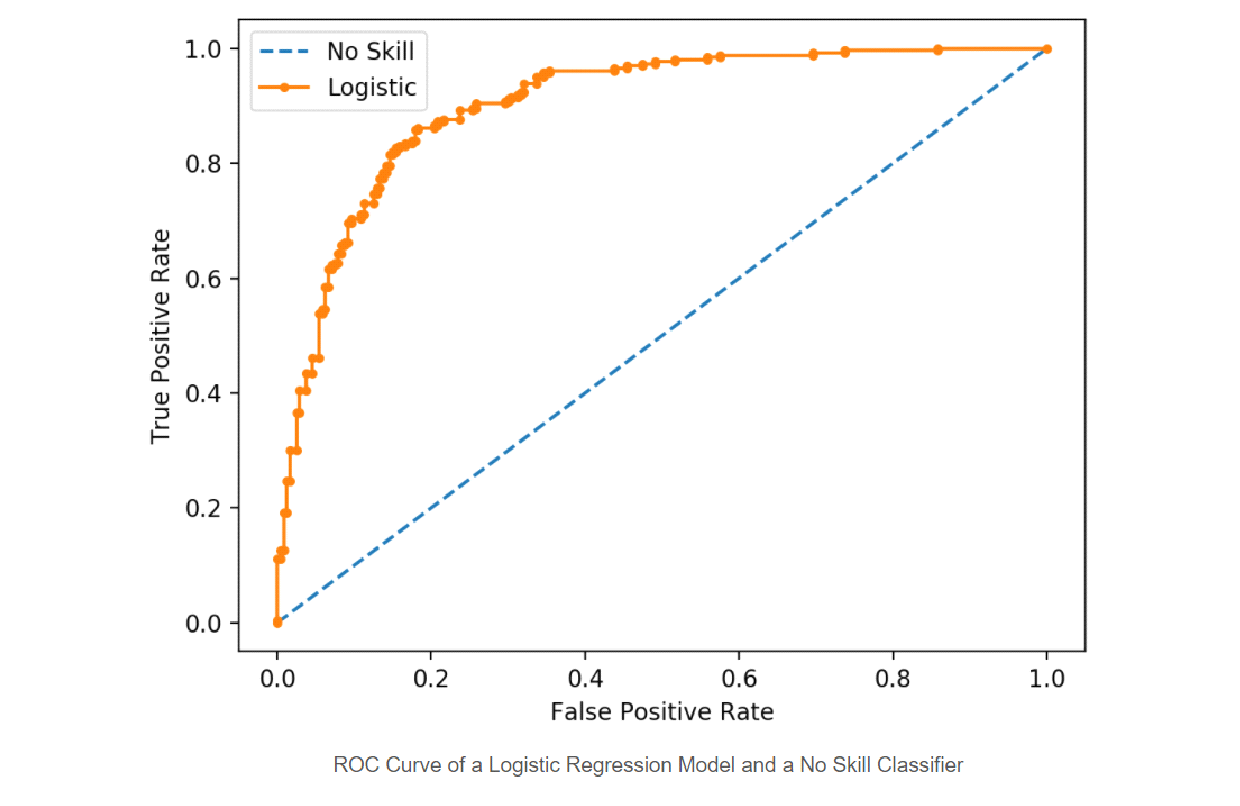 No Skill
Logistic
1.0
0.8
0.6
0.4
0.2
0.0
True Positive Rate
0.0 0.2 0.4 0.6 0.8 1.0
False Positive Rate
ROC Curve of a Logistic Regression Model and a No Skill Classifier